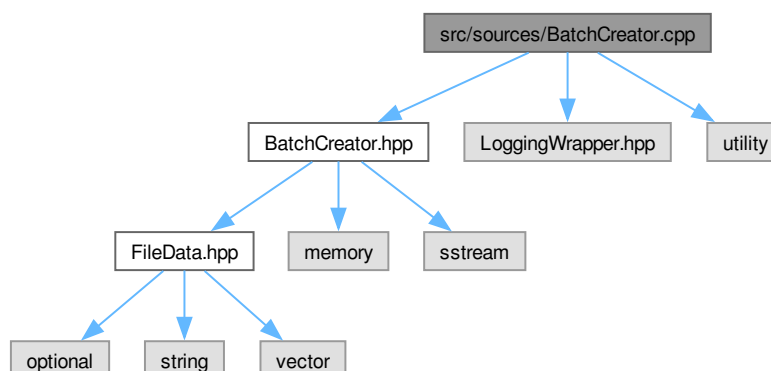 src/sources/BatchCreator.cpp
BatchCreator.hpp
LoggingWrapper.hpp
utility
FileData.hpp
memory
sstream
optional
string
vector